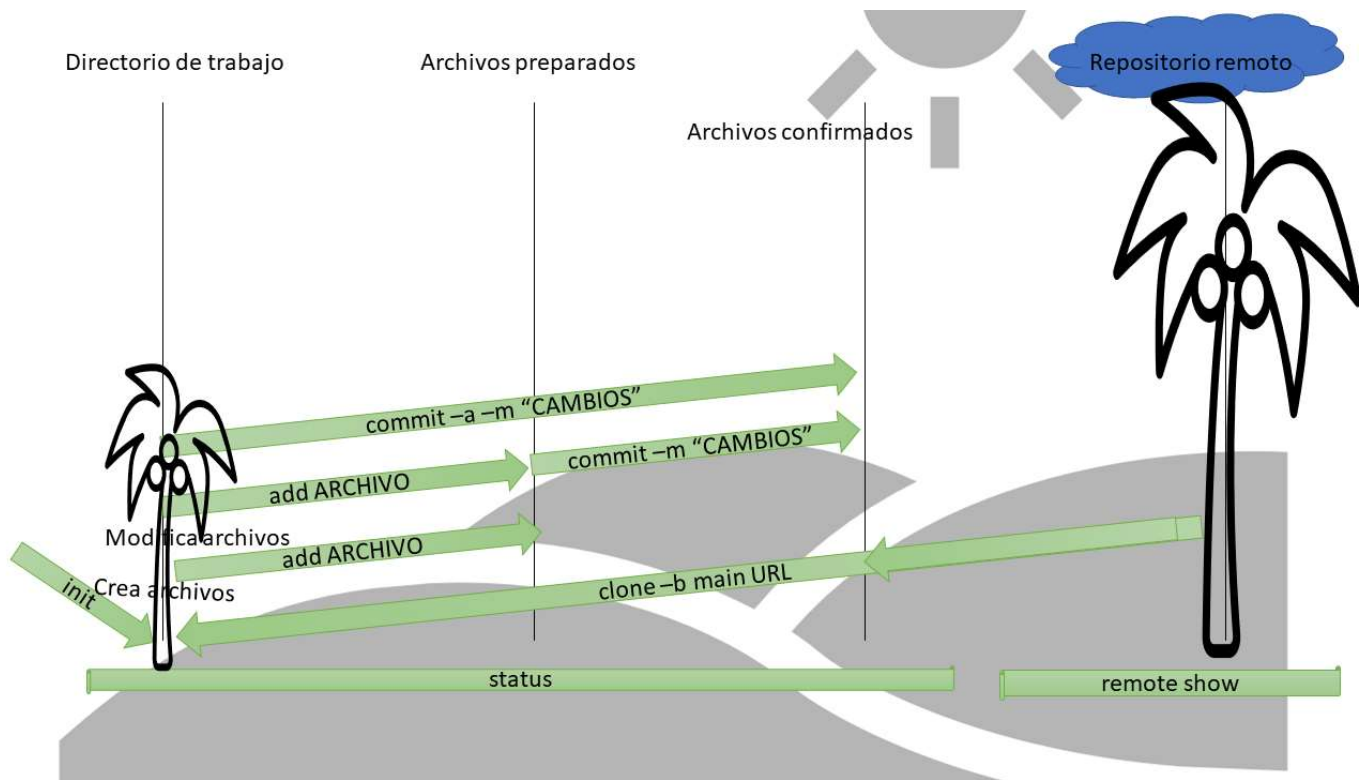 Directorio de trabajo
Archivos preparados
Repositorio remoto
Archivos confirmados
commit –a –m “CAMBIOS”
commit –m “CAMBIOS”
add ARCHIVO
Modifica archivos
add ARCHIVO
init
Crea archivos
clone –b main URL
status
remote show